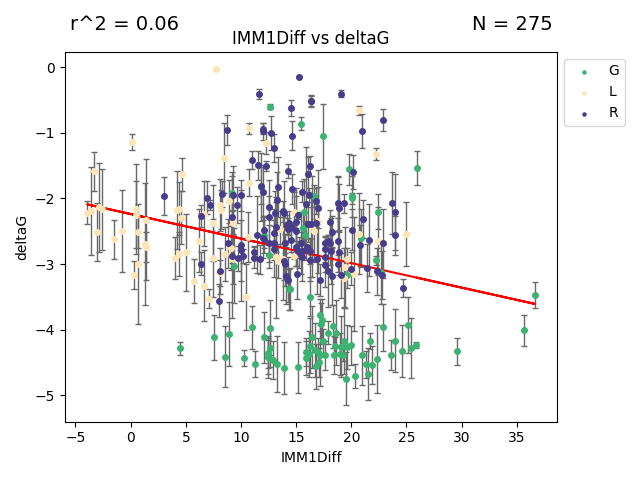 r^2 = 0.06 N = 275
IMM1Diff vs deltaG
G
L
R
0
−1
−2
−3
−4
−5
deltaG
−5 0 5 10 15 20 25 30 35
IMM1Diff